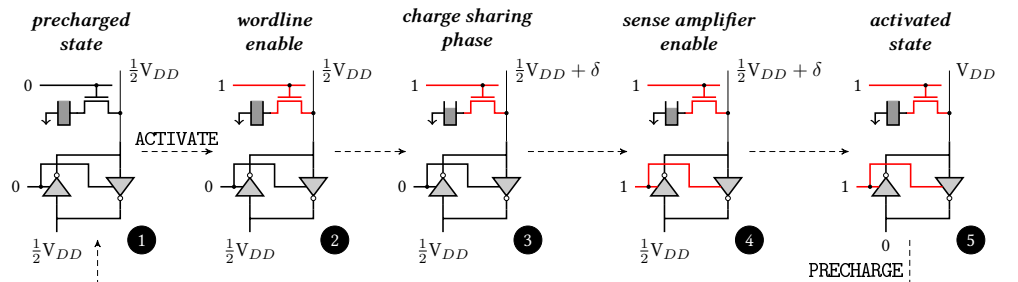 precharged
state
wordline
enable
charge sharing
phase
sense amplifier
enable
activated
state
½V_DD
½V_DD
½V_DD + δ
½V_DD + δ
V_DD
0
1
1
1
1
ACTIVATE
0
0
0
1
1
½V_DD
1
½V_DD
2
½V_DD
3
½V_DD
4
0
5
PRECHARGE